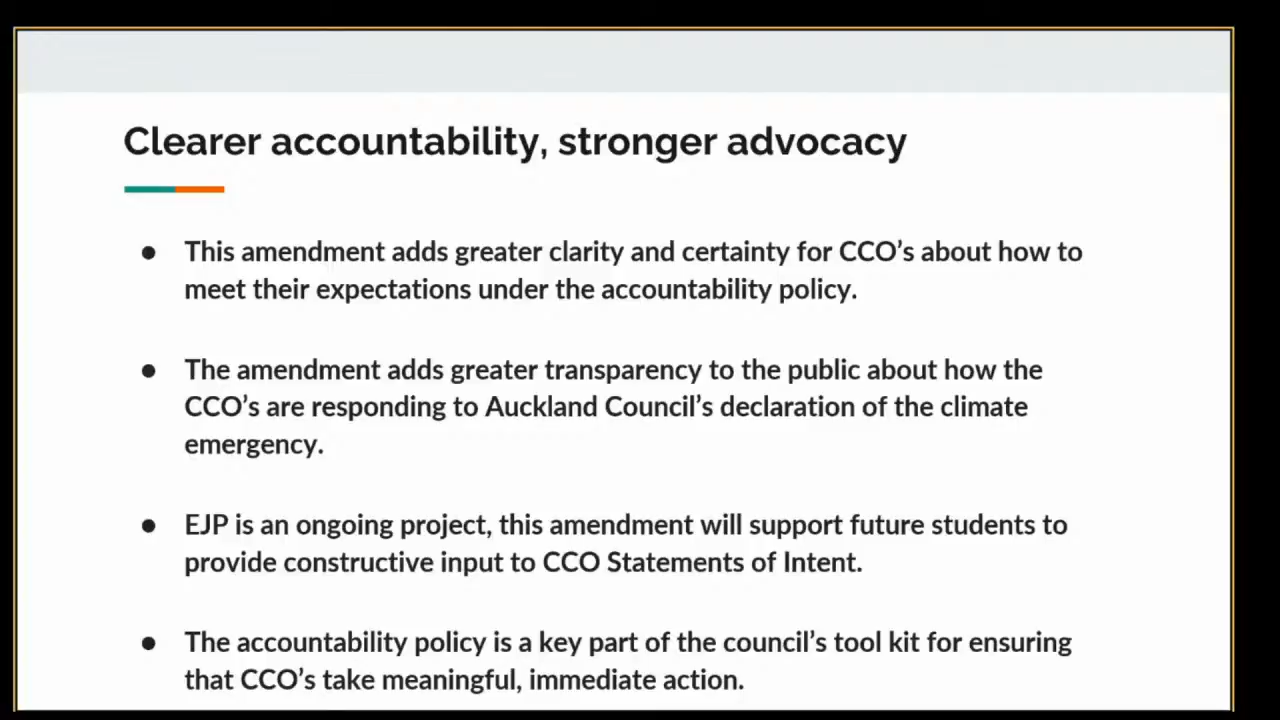 Clearer accountability, stronger advocacy
● This amendment adds greater clarity and certainty for CCO’s about how to
meet their expectations under the accountability policy.
● The amendment adds greater transparency to the public about how the
CCO’s are responding to Auckland Council’s declaration of the climate
emergency.
● EJP is an ongoing project, this amendment will support future students to
provide constructive input to CCO Statements of Intent.
● The accountability policy is a key part of the council’s tool kit for ensuring
that CCO’s take meaningful, immediate action.